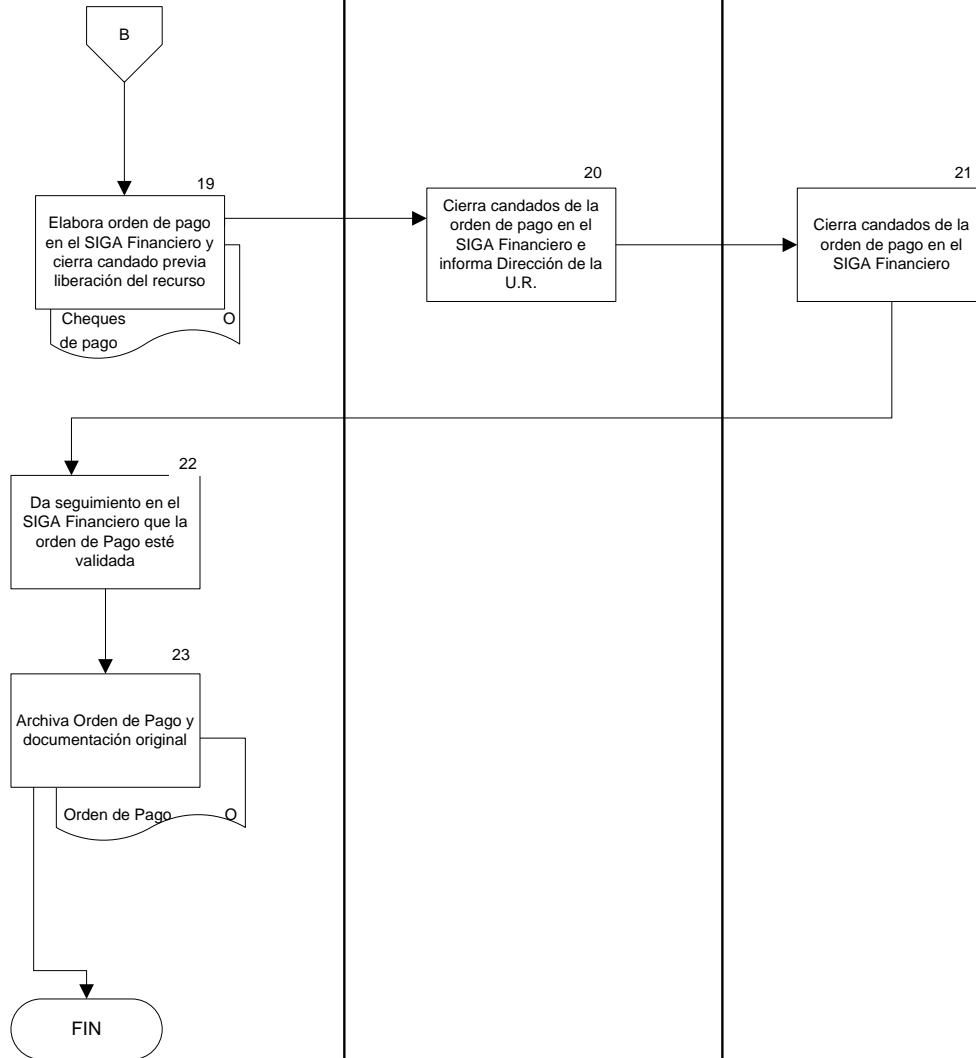 B
19
Elabora orden de pago
en el SIGA Financiero y
cierra candado previa
liberación del recurso
Cheques O
de pago
20
Cierra candados de la
orden de pago en el
SIGA Financiero e
informa Dirección de la
U.R.
21
Cierra candados de la
orden de pago en el
SIGA Financiero
22
Da seguimiento en el
SIGA Financiero que la
orden de Pago esté
validada
23
Archiva Orden de Pago y
documentación original
Orden de Pago O
FIN